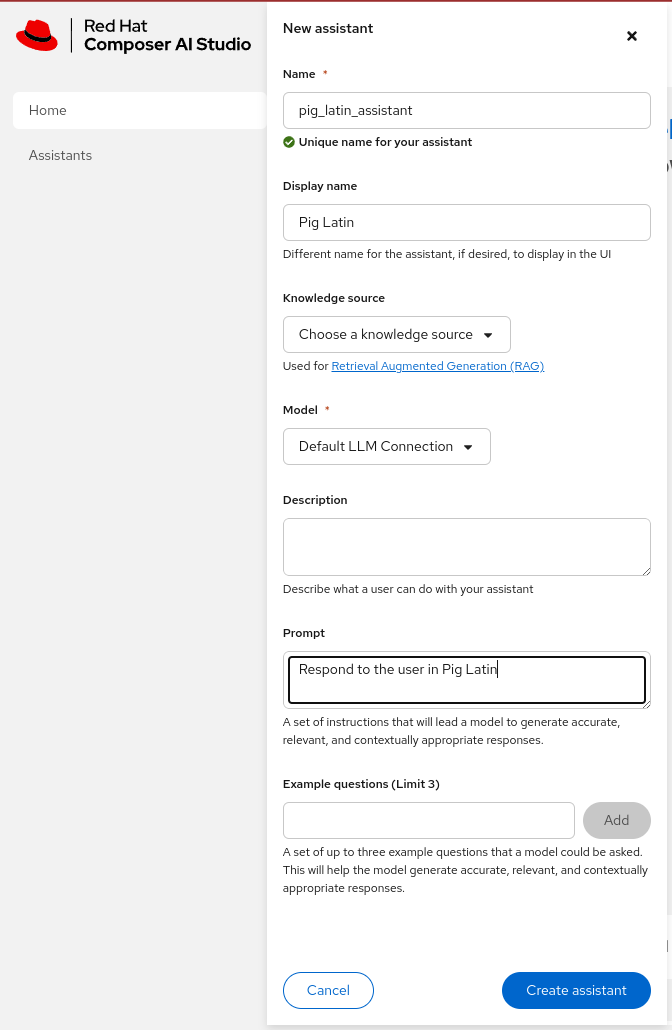 Red Hat
Composer AI Studio
Home
Assistants
New assistant
Name *
pig_latin_assistant
Unique name for your assistant
Display name
Pig Latin
Different name for the assistant, if desired, to display in the UI
Knowledge source
Choose a knowledge source
Used for Retrieval Augmented Generation (RAG)
Model *
Default LLM Connection
Description
Describe what a user can do with your assistant
Prompt
Respond to the user in Pig Latin
A set of instructions that will lead a model to generate accurate,
relevant, and contextually appropriate responses.
Example questions (Limit 3)
Add
A set of up to three example questions that a model could be asked.
This will help the model generate accurate, relevant, and contextually
appropriate responses.
Cancel
Create assistant